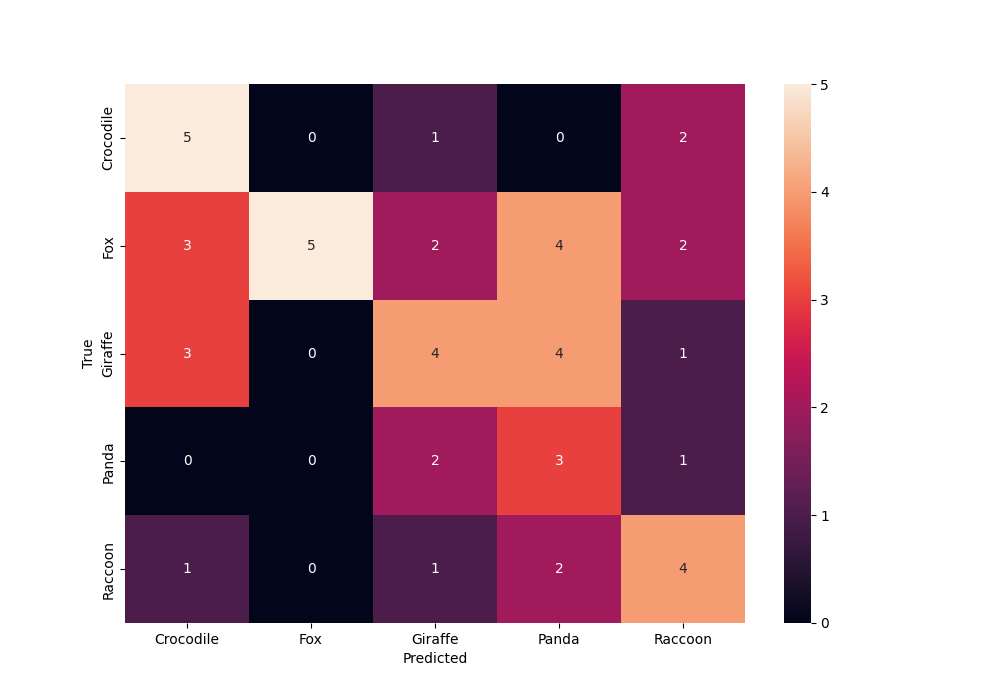 Crocodile 5 0 1 0 2
Fox 3 5 2 4 2
Giraffe 3 0 4 4 1
Panda 0 0 2 3 1
Raccoon 1 0 1 2 4
True
Crocodile Fox Giraffe Panda Raccoon
Predicted
5
4
3
2
1
0